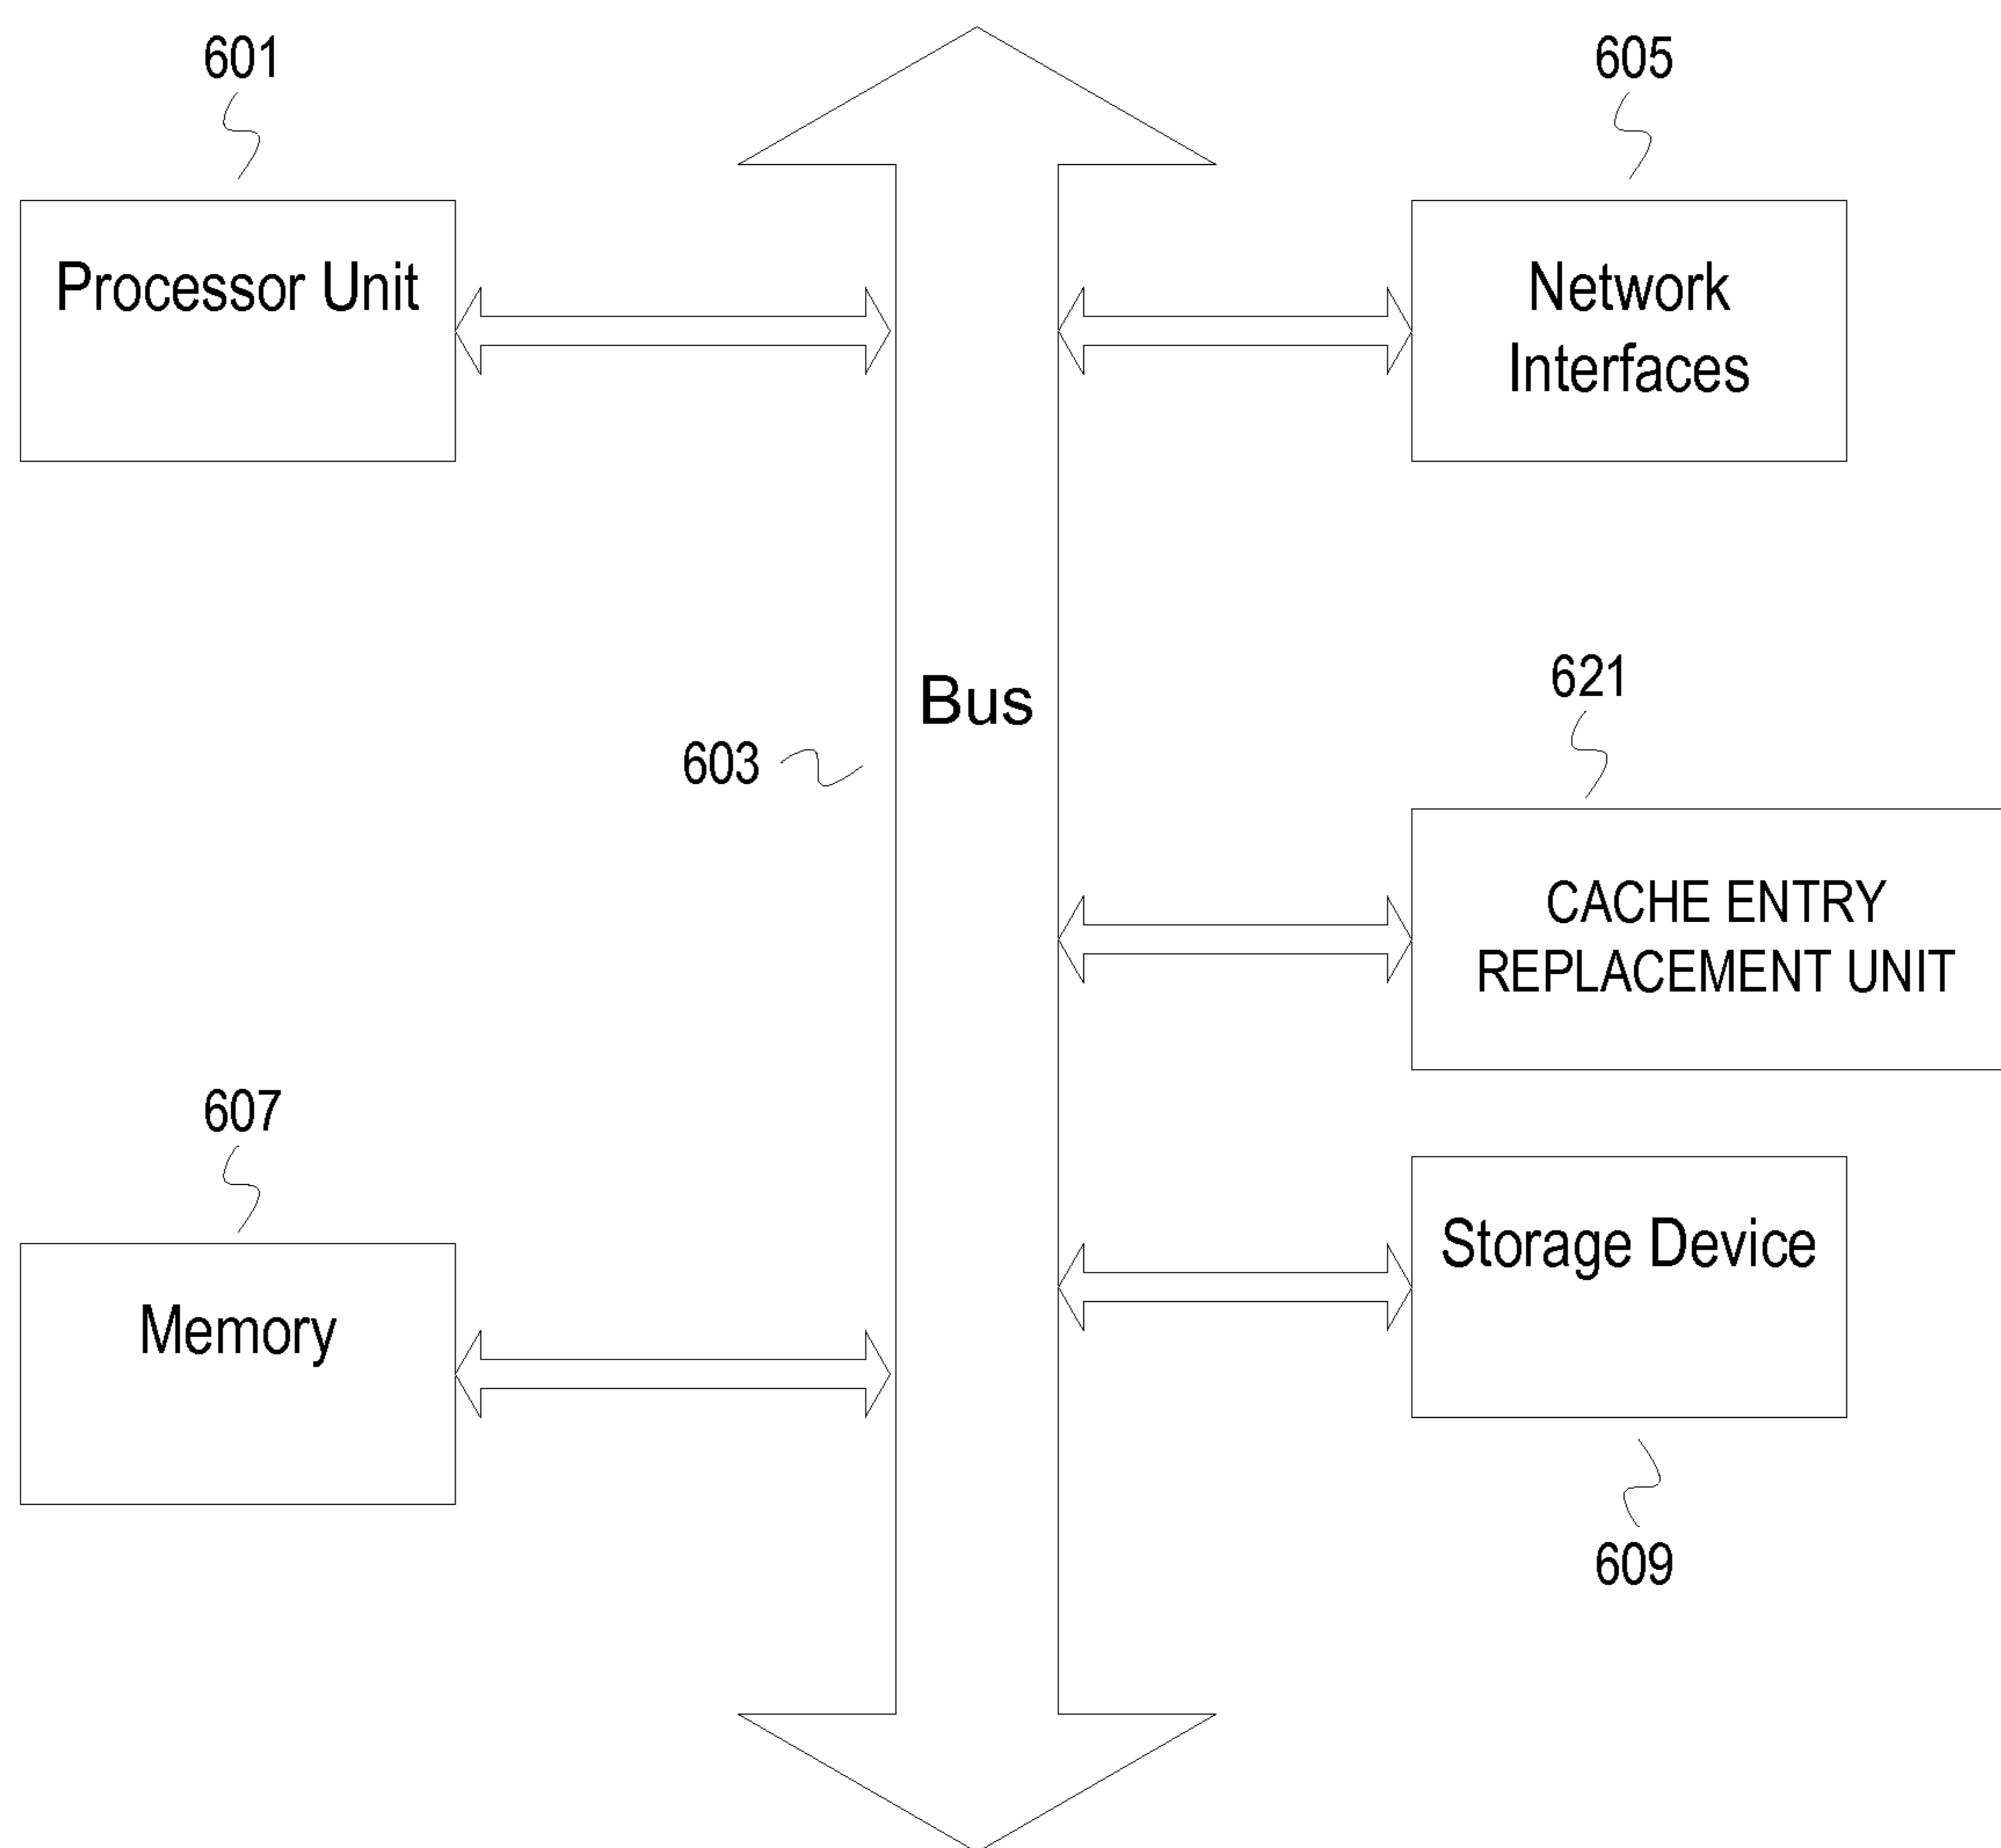 601
605
Processor Unit
Network
Interfaces
Bus
603
621
CACHE ENTRY
REPLACEMENT UNIT
607
Memory
Storage Device
609